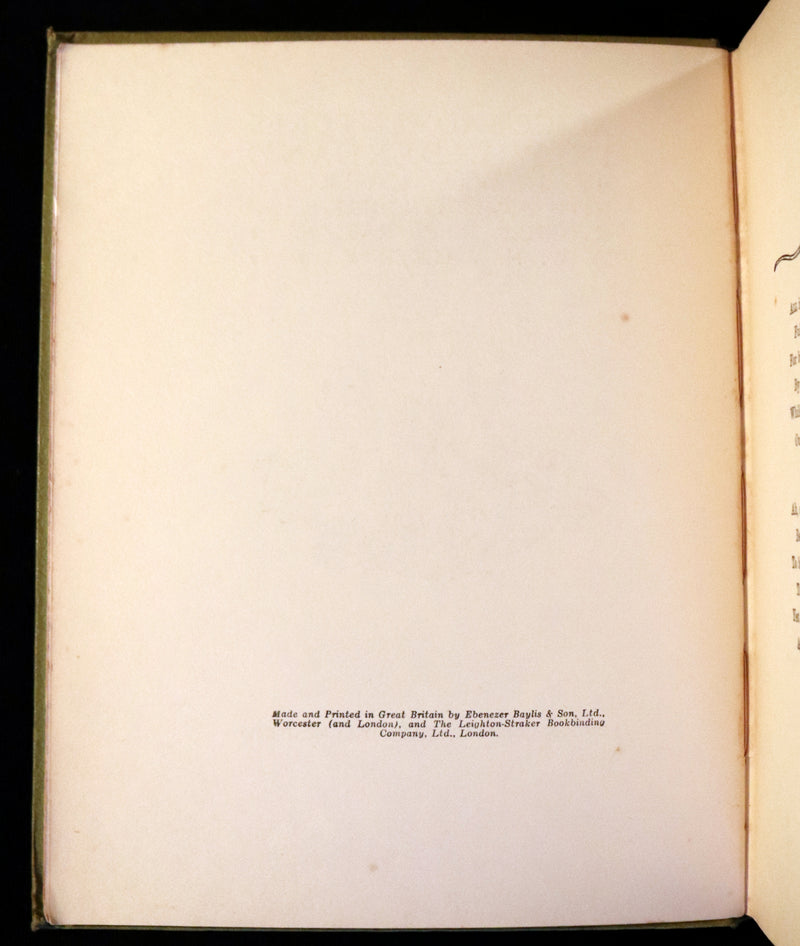 Made and Printed in Great Britain by Ebenezer Baylis & Son, Ltd.,
Worcester (and London), and The Leighton-Straker Bookbinding
Company, Ltd., London.